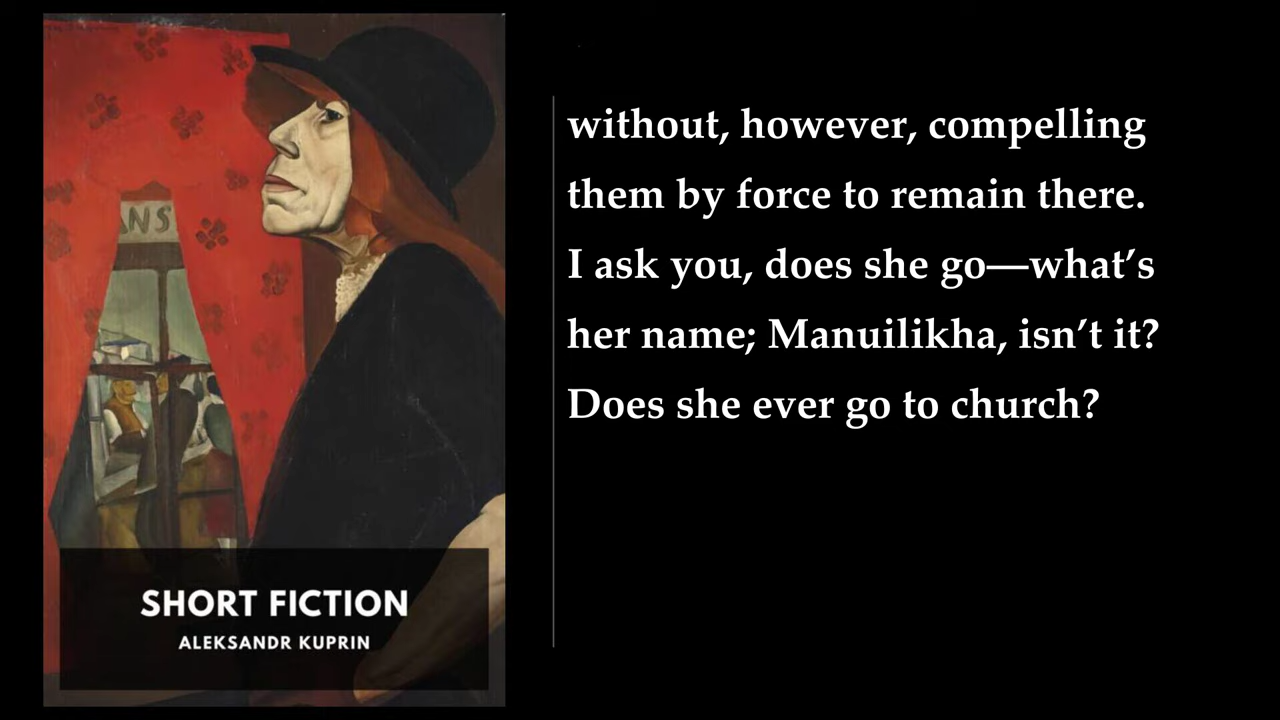 ANS
SHORT FICTION
ALEKSANDR KUPRIN
without, however, compelling
them by force to remain there.
I ask you, does she go—what’s
her name; Manuilikha, isn’t it?
Does she ever go to church?